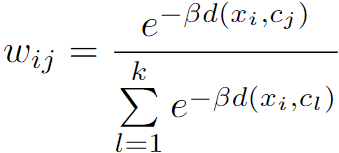 w_{ij} = \frac{e^{-\beta d(x_i, c_j)}}{\sum_{l=1}^{k} e^{-\beta d(x_i, c_l)}}